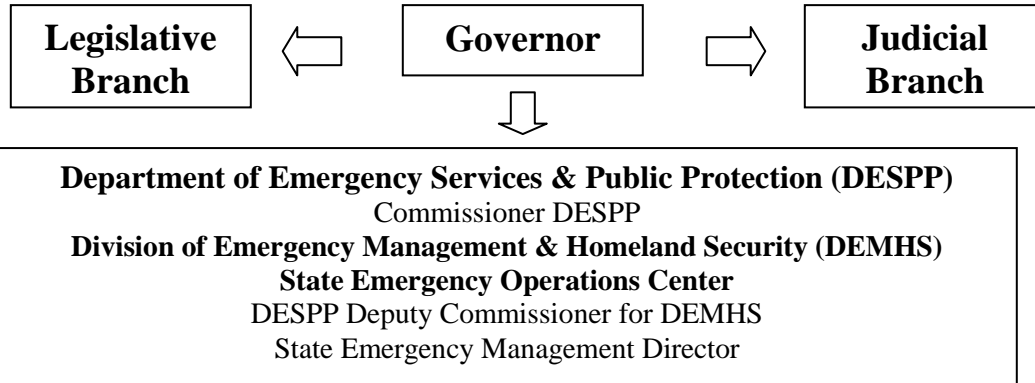 Legislative
Branch
Governor
Judicial
Branch
Department of Emergency Services & Public Protection (DESPP)
Commissioner DESPP
Division of Emergency Management & Homeland Security (DEMHS)
State Emergency Operations Center
DESPP Deputy Commissioner for DEMHS
State Emergency Management Director